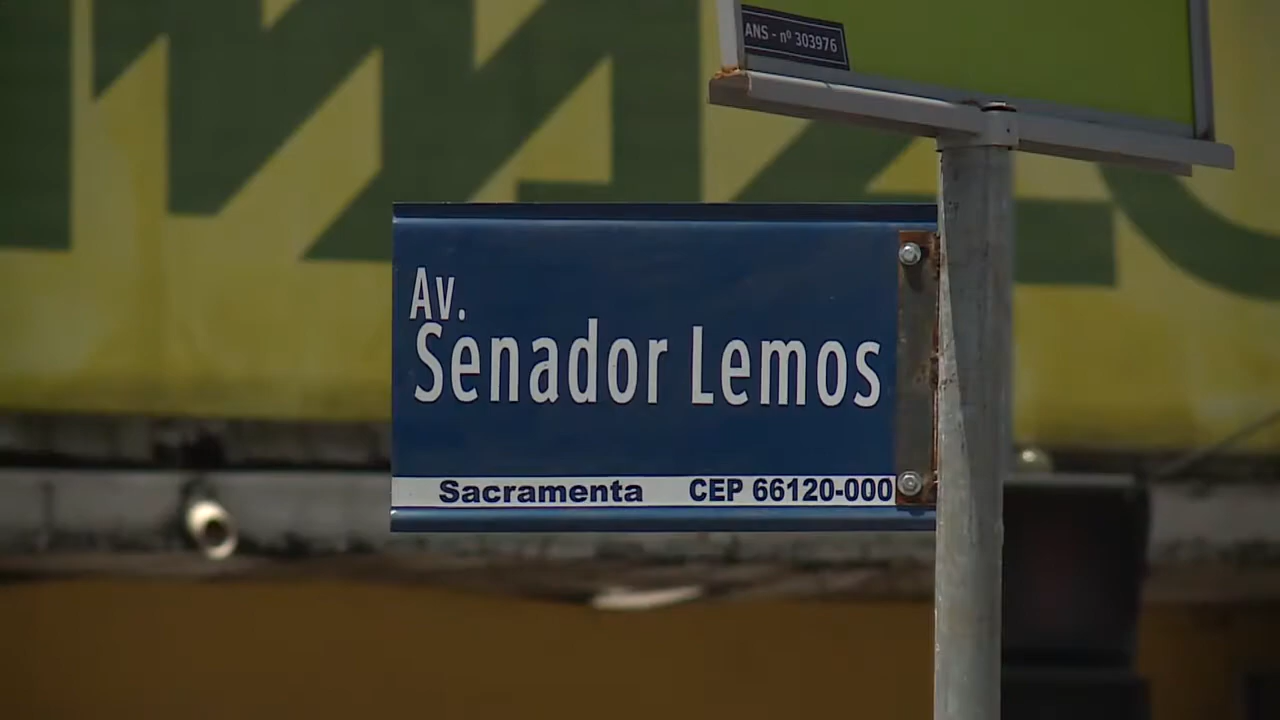 ANS - nº 303976
Av.
Senador Lemos
Sacramenta CEP 66120-000